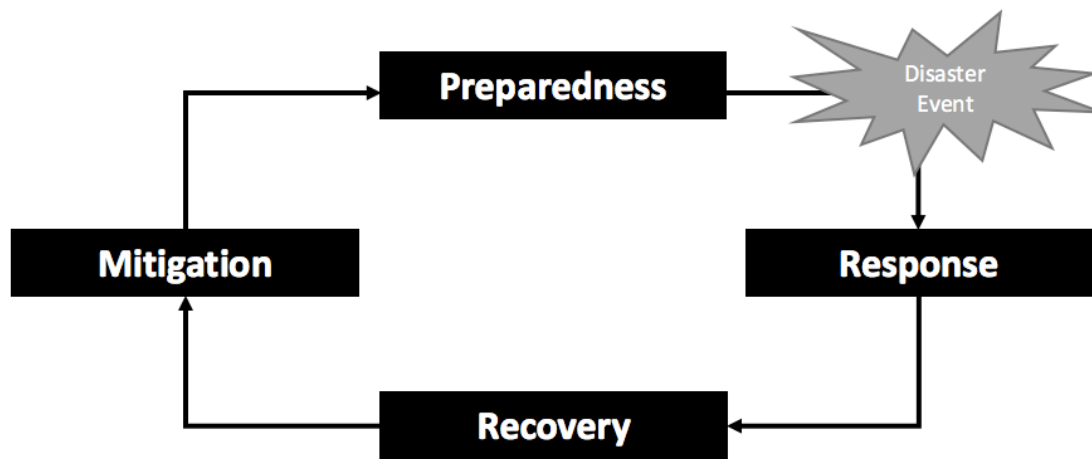 Preparedness
Disaster
Event
Mitigation
Response
Recovery